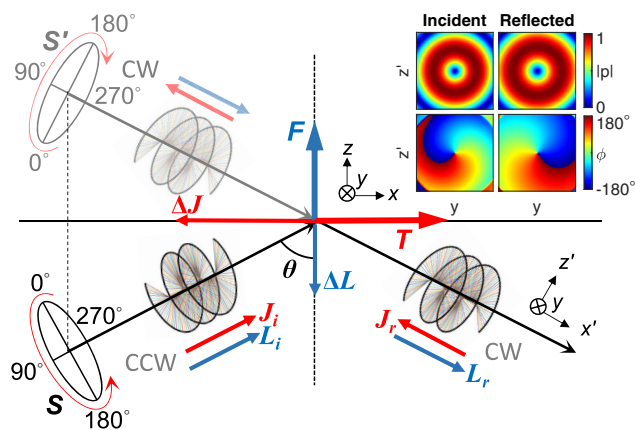 180°
S'
CW
90°
270°
0°
Incident
Reflected
z'
1
|p|
0
z'
180°
ϕ
-180°
y
y
F
z
y
x
ΔJ
T
θ
ΔL
0°
270°
90°
S
180°
CCW
J_i
L_i
J_r
L_r
CW
z'
y
x'